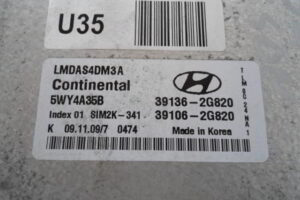 U35
LMDAS4DM3A
Continental
5WY4A35B 39136-2G820
Index 01 SIM2K-341 39106-2G820
K 09.11.09/7 0474 Made in Korea